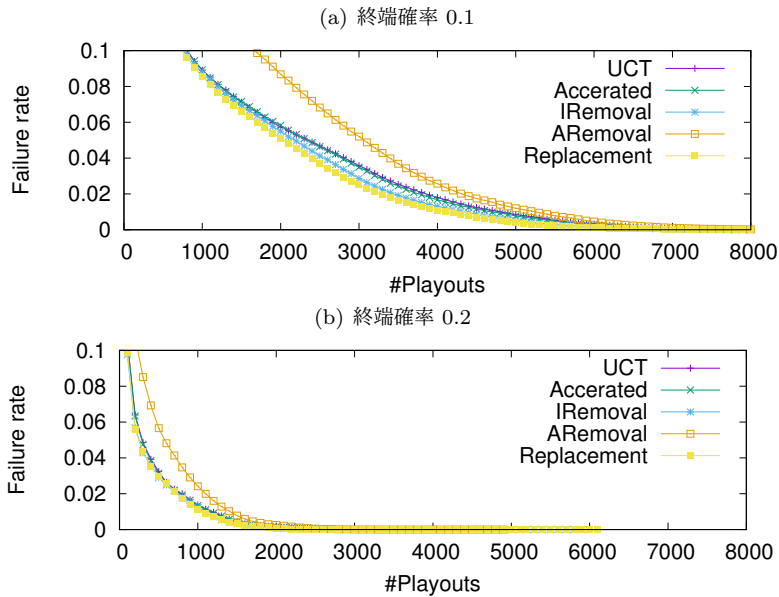 (a) 終端確率 0.1
0.1
0.08
0.06
0.04
0.02
0
Failure rate
UCT
Accerated
IRemoval
ARemoval
Replacement
0 1000 2000 3000 4000 5000 6000 7000 8000
#Playouts
(b) 終端確率 0.2
0.1
0.08
0.06
0.04
0.02
0
Failure rate
UCT
Accerated
IRemoval
ARemoval
Replacement
0 1000 2000 3000 4000 5000 6000 7000 8000
#Playouts